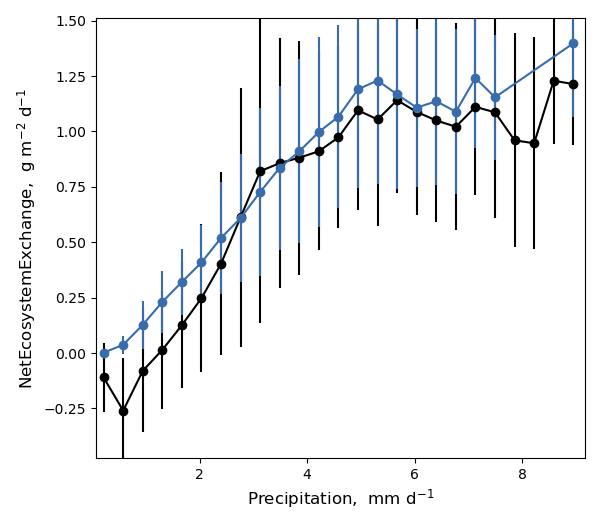 1.50
1.25
1.00
0.75
0.50
0.25
0.00
−0.25
NetEcosystemExchange, g m⁻² d⁻¹
2 4 6 8
Precipitation, mm d⁻¹